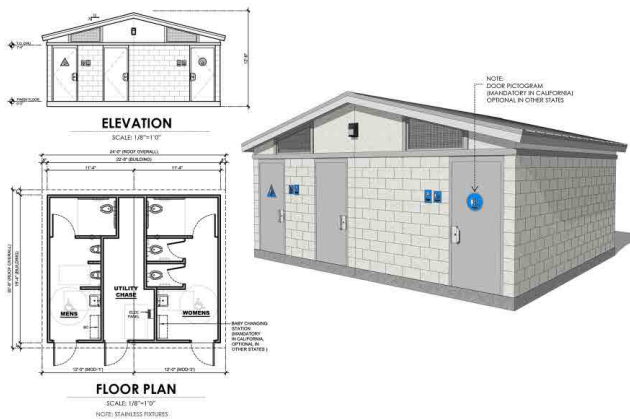 12'-8"
ELEVATION
SCALE: 1/8"=1'0"
24'-0" (ROOF OVERALL)
22'-8" (BUILDING)
11'-4"
11'-4"
UTILITY
CHASE
MENS
WOMENS
ELEC
PANEL
BABY CHANGING
STATION
(MANDATORY
IN CALIFORNIA,
OPTIONAL IN
OTHER STATES )
12'-0" (MOD-'1')
12'-0" (MOD-'2')
FLOOR PLAN
SCALE: 1/8"=1'0"
NOTE: STAINLESS FIXTURES
NOTE:
DOOR PICTOGRAM
(MANDATORY IN CALIFORNIA)
OPTIONAL IN OTHER STATES